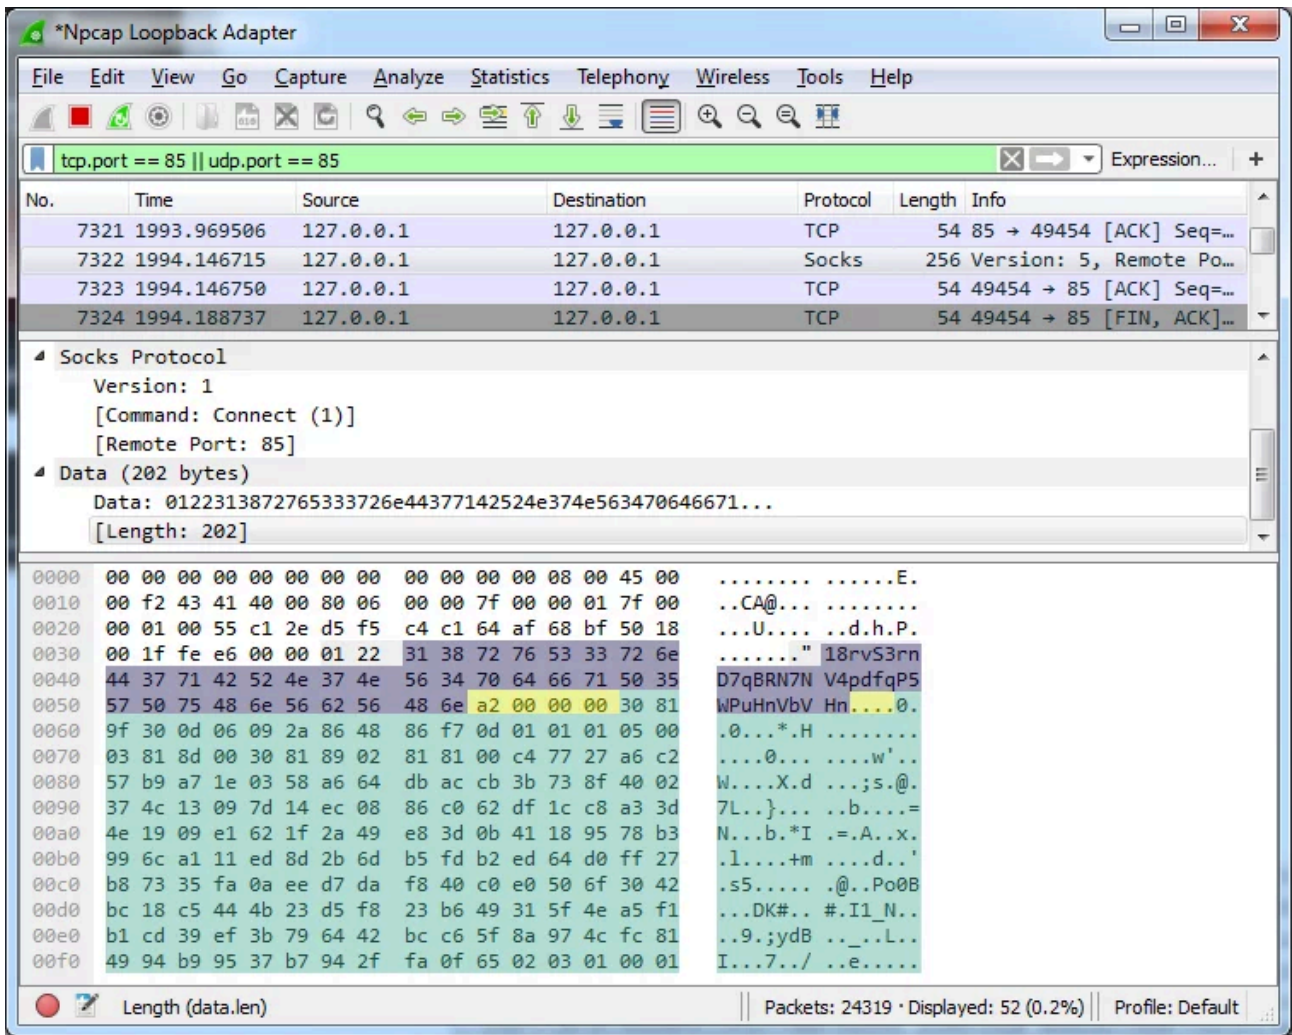 *Npcap Loopback Adapter
File Edit View Go Capture Analyze Statistics Telephony Wireless Tools Help
tcp.port == 85 || udp.port == 85 Expression... +
No. Time Source Destination Protocol Length Info
7321 1993.969506 127.0.0.1 127.0.0.1 TCP 54 85 → 49454 [ACK] Seq=…
7322 1994.146715 127.0.0.1 127.0.0.1 Socks 256 Version: 5, Remote Po…
7323 1994.146750 127.0.0.1 127.0.0.1 TCP 54 49454 → 85 [ACK] Seq=…
7324 1994.188737 127.0.0.1 127.0.0.1 TCP 54 49454 → 85 [FIN, ACK]…
Socks Protocol
Version: 1
[Command: Connect (1)]
[Remote Port: 85]
Data (202 bytes)
Data: 0122313872765333726e44377142524e374e563470646671...
[Length: 202]
0000 00 00 00 00 00 00 00 00 00 00 00 00 08 00 45 00 ........ ......E.
0010 00 f2 43 41 40 00 80 06 00 00 7f 00 00 01 7f 00 ..CA@... ........
0020 00 01 00 55 c1 2e d5 f5 c4 c1 64 af 68 bf 50 18 ...U.... ..d.h.P.
0030 00 1f fe e6 00 00 01 22 31 38 72 76 53 33 72 6e ......." 18rvS3rn
0040 44 37 71 42 52 4e 37 4e 56 34 70 64 66 71 50 35 D7qBRN7N V4pdfqP5
0050 57 50 75 48 6e 56 62 56 48 6e a2 00 00 00 30 81 WPuHnVbV Hn....0.
0060 9f 30 0d 06 09 2a 86 48 86 f7 0d 01 01 01 05 00 .0...*.H ........
0070 03 81 8d 00 30 81 89 02 81 81 00 c4 77 27 a6 c2 ....0... ....w'..
0080 57 b9 a7 1e 03 58 a6 64 db ac cb 3b 73 8f 40 02 W....X.d ...;s.@.
0090 37 4c 13 09 7d 14 ec 08 86 c0 62 df 1c c8 a3 3d 7L..}... ..b....=
00a0 4e 19 09 e1 62 1f 2a 49 e8 3d 0b 41 18 95 78 b3 N...b.*I .=.A..x.
00b0 99 6c a1 11 ed 8d 2b 6d b5 fd b2 ed 64 d0 ff 27 .l....+m ....d..'
00c0 b8 73 35 fa 0a ee d7 da f8 40 c0 e0 50 6f 30 42 .s5..... .@..Po0B
00d0 bc 18 c5 44 4b 23 d5 f8 23 b6 49 31 5f 4e a5 f1 ...DK#.. #.I1_N..
00e0 b1 cd 39 ef 3b 79 64 42 bc c6 5f 8a 97 4c fc 81 ..9.;ydB .._..L..
00f0 49 94 b9 95 37 b7 94 2f fa 0f 65 02 03 01 00 01 I...7../ ..e.....
Length (data.len) Packets: 24319 · Displayed: 52 (0.2%) Profile: Default